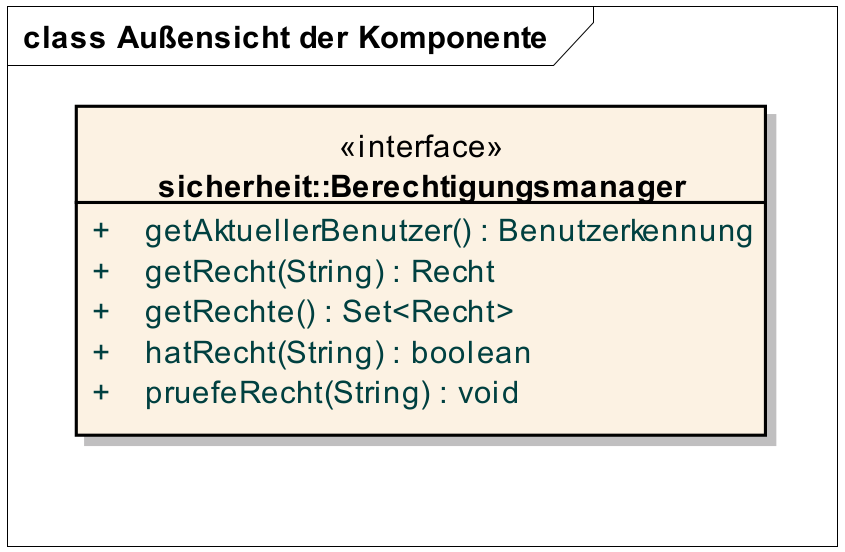 class Außensicht der Komponente
«interface»
sicherheit::Berechtigungsmanager
+ getAktuellerBenutzer() : Benutzerkennung
+ getRecht(String) : Recht
+ getRechte() : Set<Recht>
+ hatRecht(String) : boolean
+ pruefeRecht(String) : void